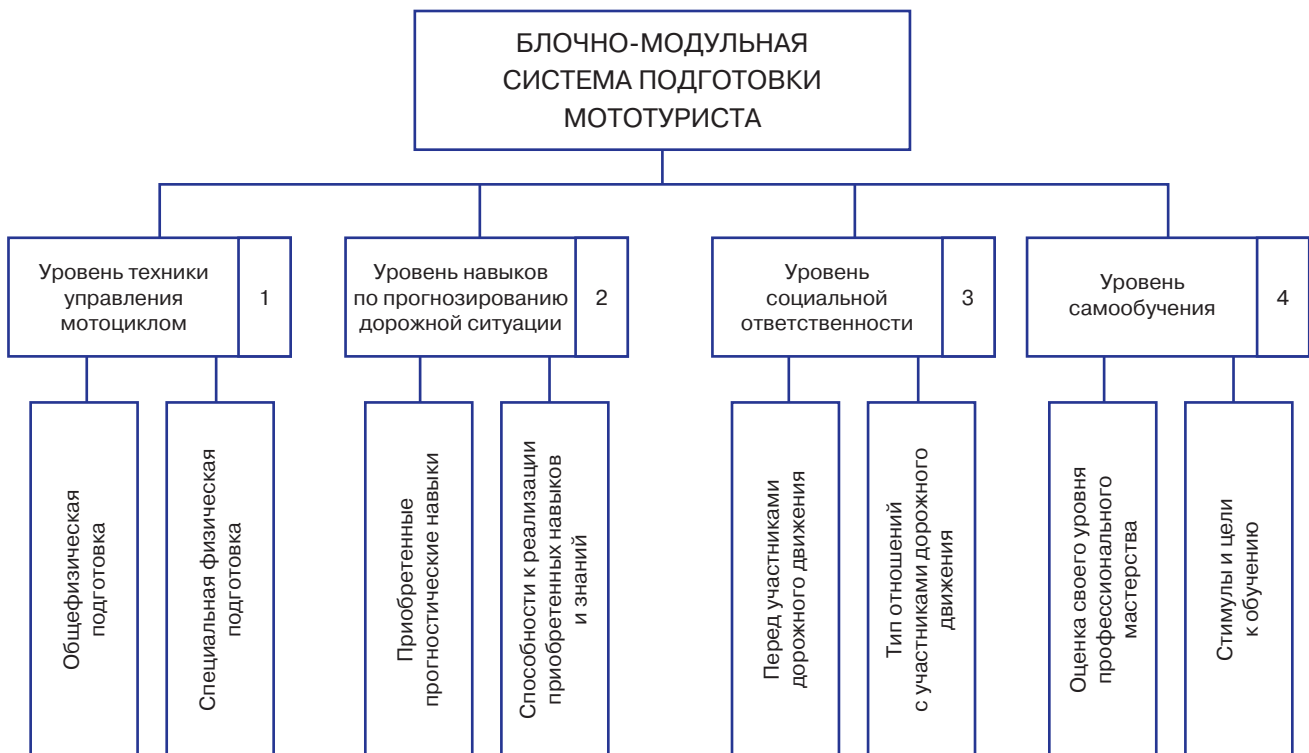 БЛОЧНО-МОДУЛЬНАЯ
СИСТЕМА ПОДГОТОВКИ
МОТОТУРИСТА
Уровень техники
управления
мотоциклом
1
Уровень навыков
по прогнозированию
дорожной ситуации
2
Уровень
социальной
ответственности
3
Уровень
самообучения
4
Общефизическая
подготовка
Специальная физическая
подготовка
Приобретенные
прогностические навыки
Способности к реализации
приобретенных навыков
и знаний
Перед участниками
дорожного движения
Тип отношений
с участниками дорожного
движения
Оценка своего уровня
профессионального
мастерства
Стимулы и цели
к обучению